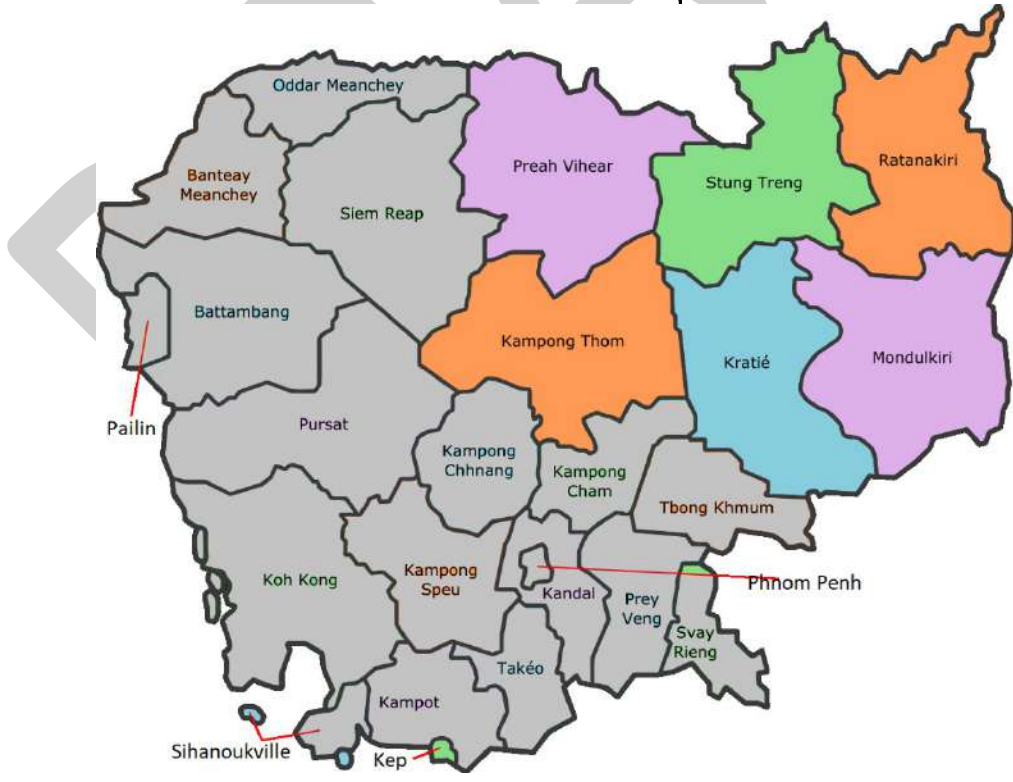 Oddar Meanchey
Banteay
Meanchey
Siem Reap
Preah Vihear
Stung Treng
Ratanakiri
Battambang
Kampong Thom
Kratié
Mondulkiri
Pailin
Pursat
Kampong
Chhnang
Kampong
Cham
Tbong Khmum
Koh Kong
Kampong
Speu
Kandal
Prey
Veng
Phnom Penh
Svay
Rieng
Takéo
Kampot
Sihanoukville
Kep